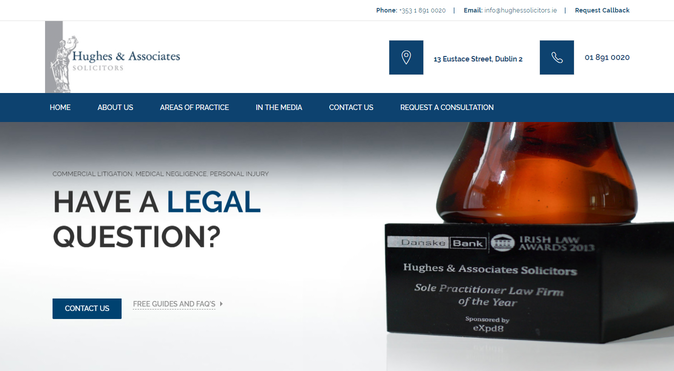 Phone: +353 1 891 0020 | Email: info@hughessolicitors.ie | Request Callback
Hughes & Associates
SOLICITORS
13 Eustace Street, Dublin 2
01 891 0020
HOME ABOUT US AREAS OF PRACTICE IN THE MEDIA CONTACT US REQUEST A CONSULTATION
COMMERCIAL LITIGATION. MEDICAL NEGLIGENCE. PERSONAL INJURY
HAVE A LEGAL
QUESTION?
CONTACT US
FREE GUIDES AND FAQ'S
Danske Bank
IRISH LAW
AWARDS 2013
Hughes & Associates Solicitors
Sole Practitioner Law Firm
of the Year
Sponsored by
eXpd8